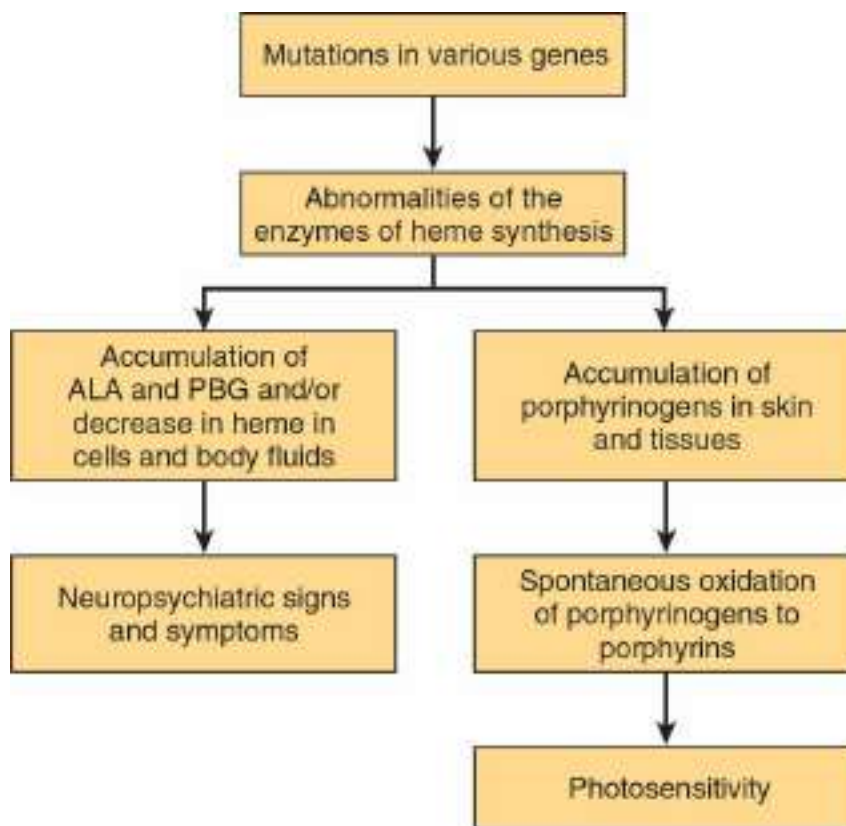 Mutations in various genes
Abnormalities of the
enzymes of heme synthesis
Accumulation of
ALA and PBG and/or
decrease in heme in
cells and body fluids
Accumulation of
porphyrinogens in skin
and tissues
Neuropsychiatric signs
and symptoms
Spontaneous oxidation
of porphyrinogens to
porphyrins
Photosensitivity